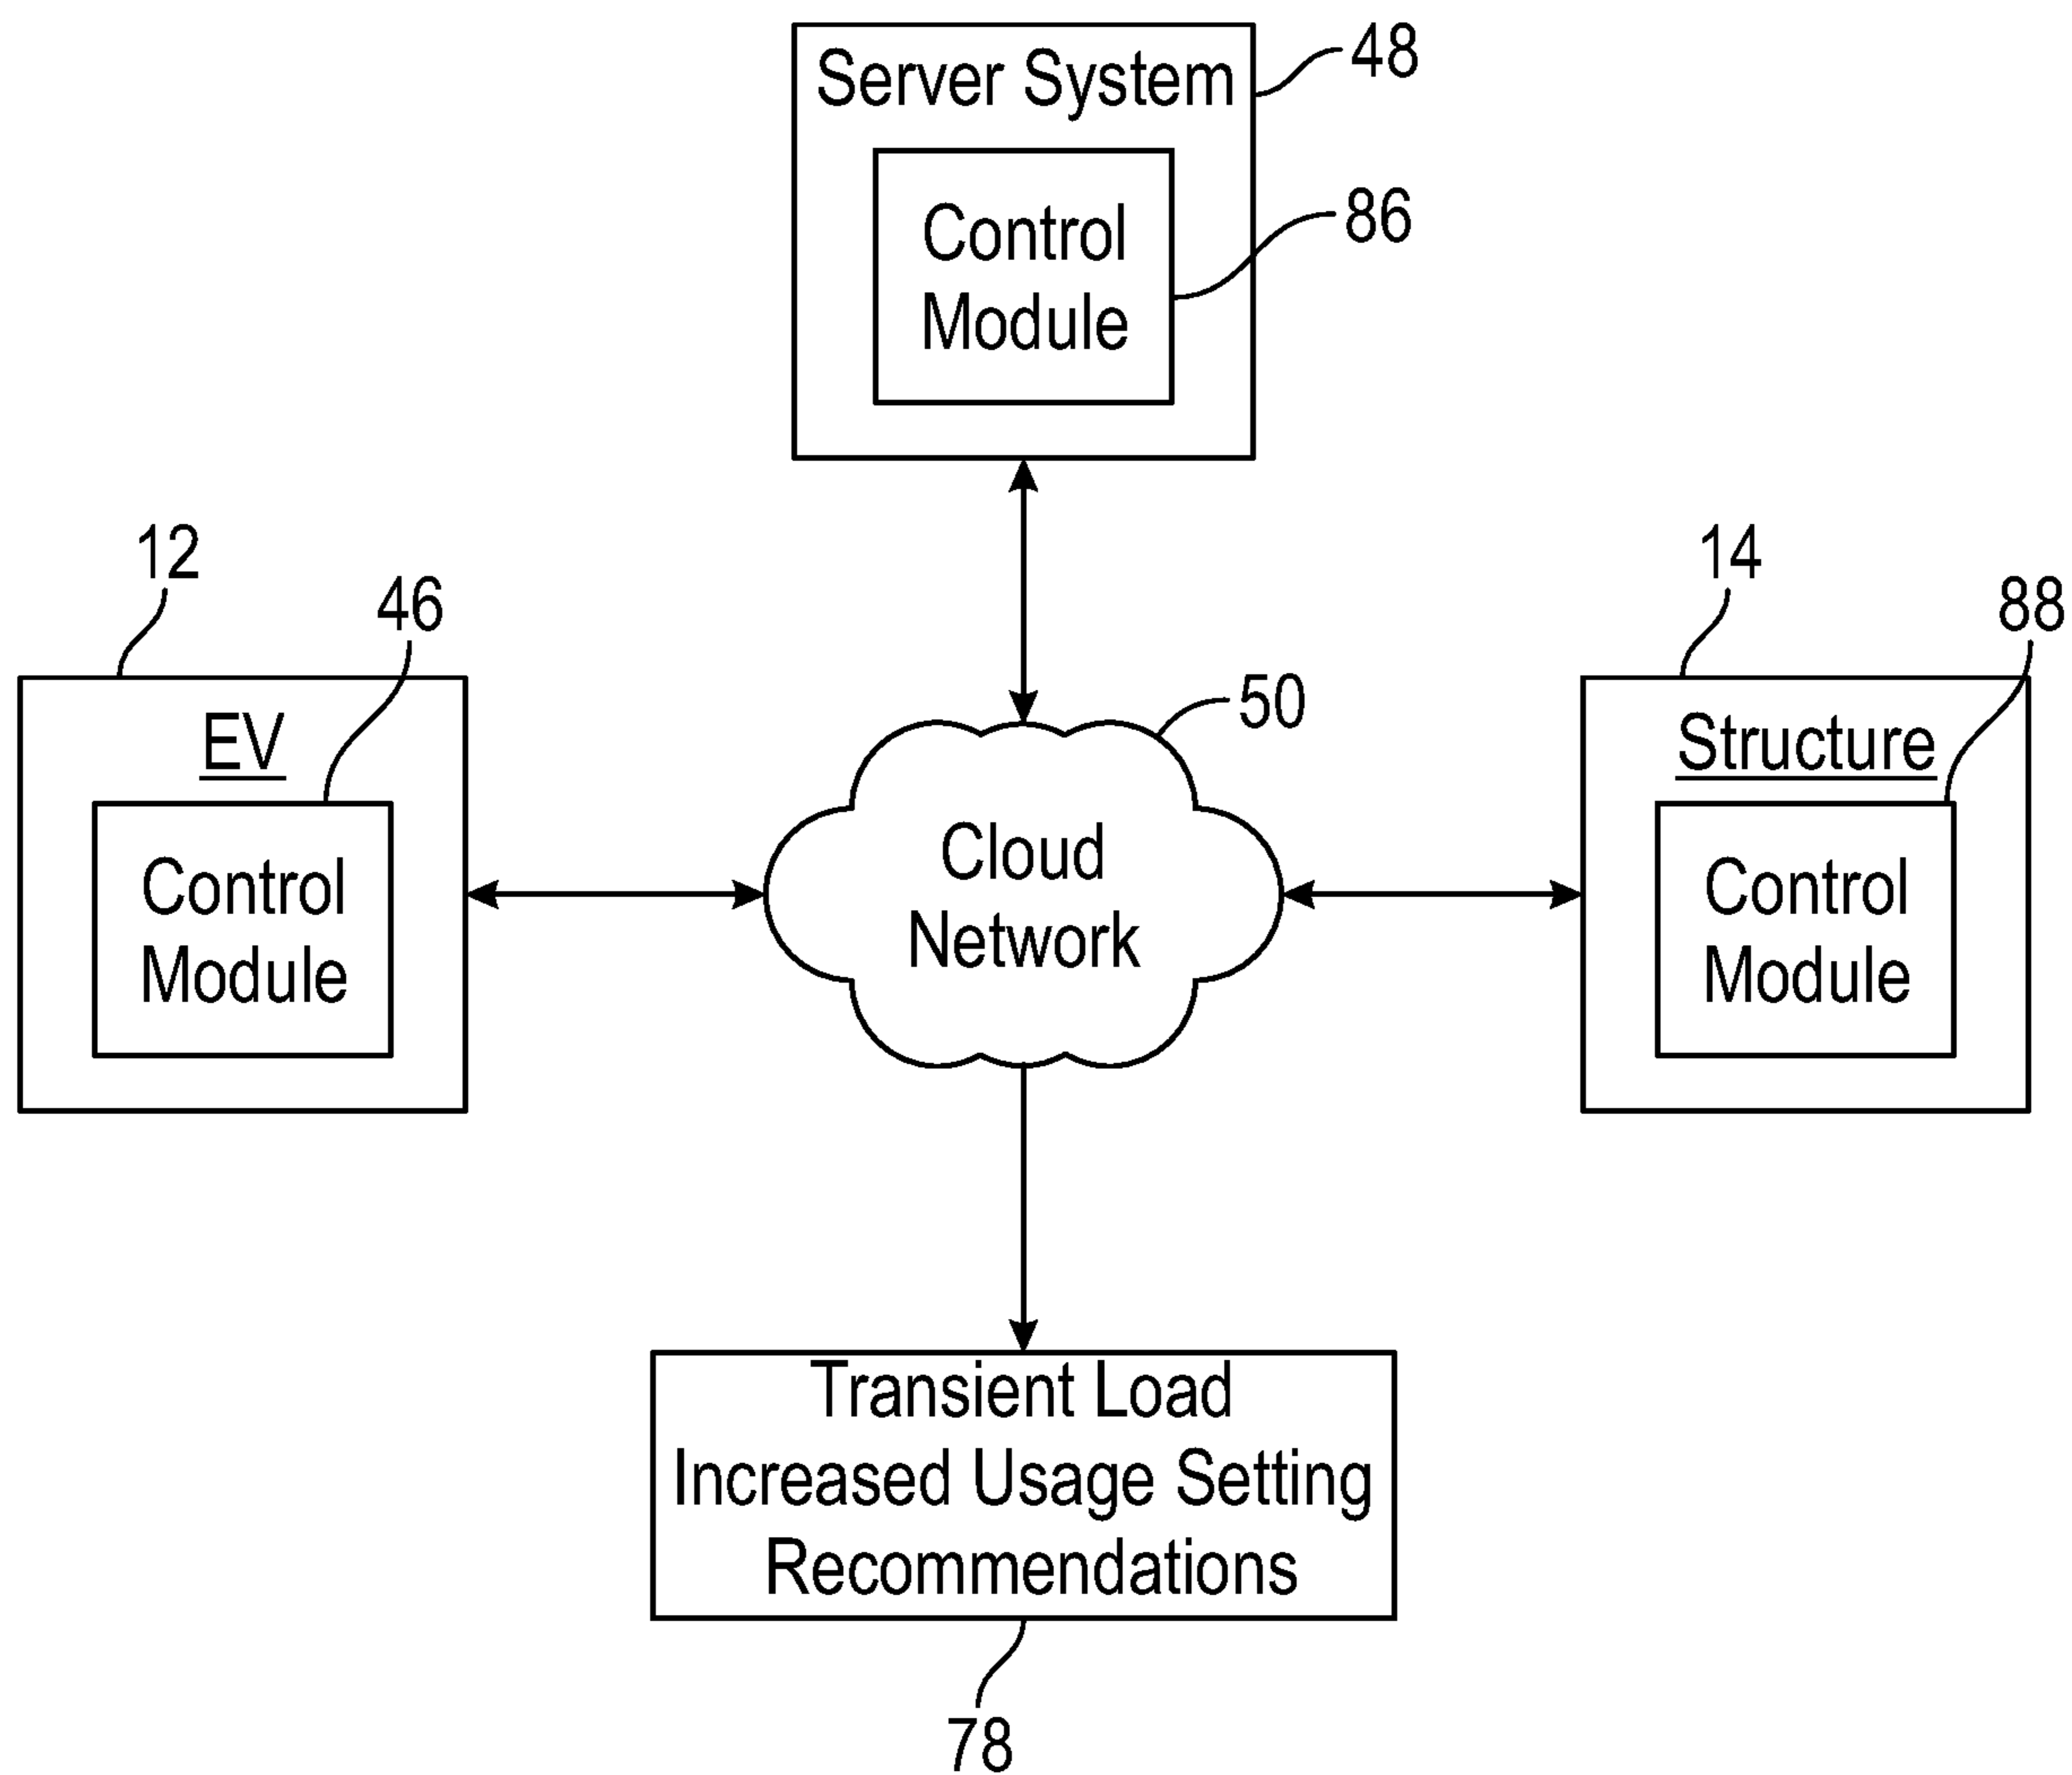 Server System
48
Control
Module
86
12
46
EV
Control
Module
50
Cloud
Network
14
88
Structure
Control
Module
Transient Load
Increased Usage Setting
Recommendations
78